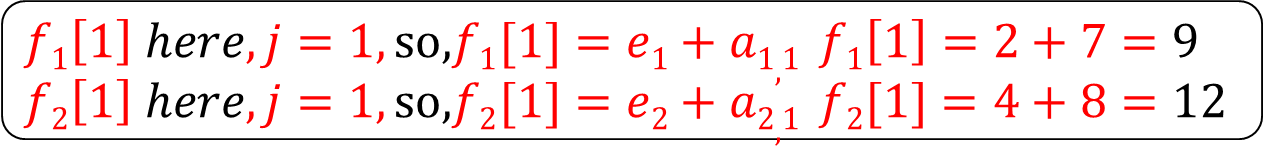 f₁[1] here, j = 1, so, f₁[1] = e₁ + a₁,₁ f₁[1] = 2 + 7 = 9
f₂[1] here, j = 1, so, f₂[1] = e₂ + a₂,₁ f₂[1] = 4 + 8 = 12